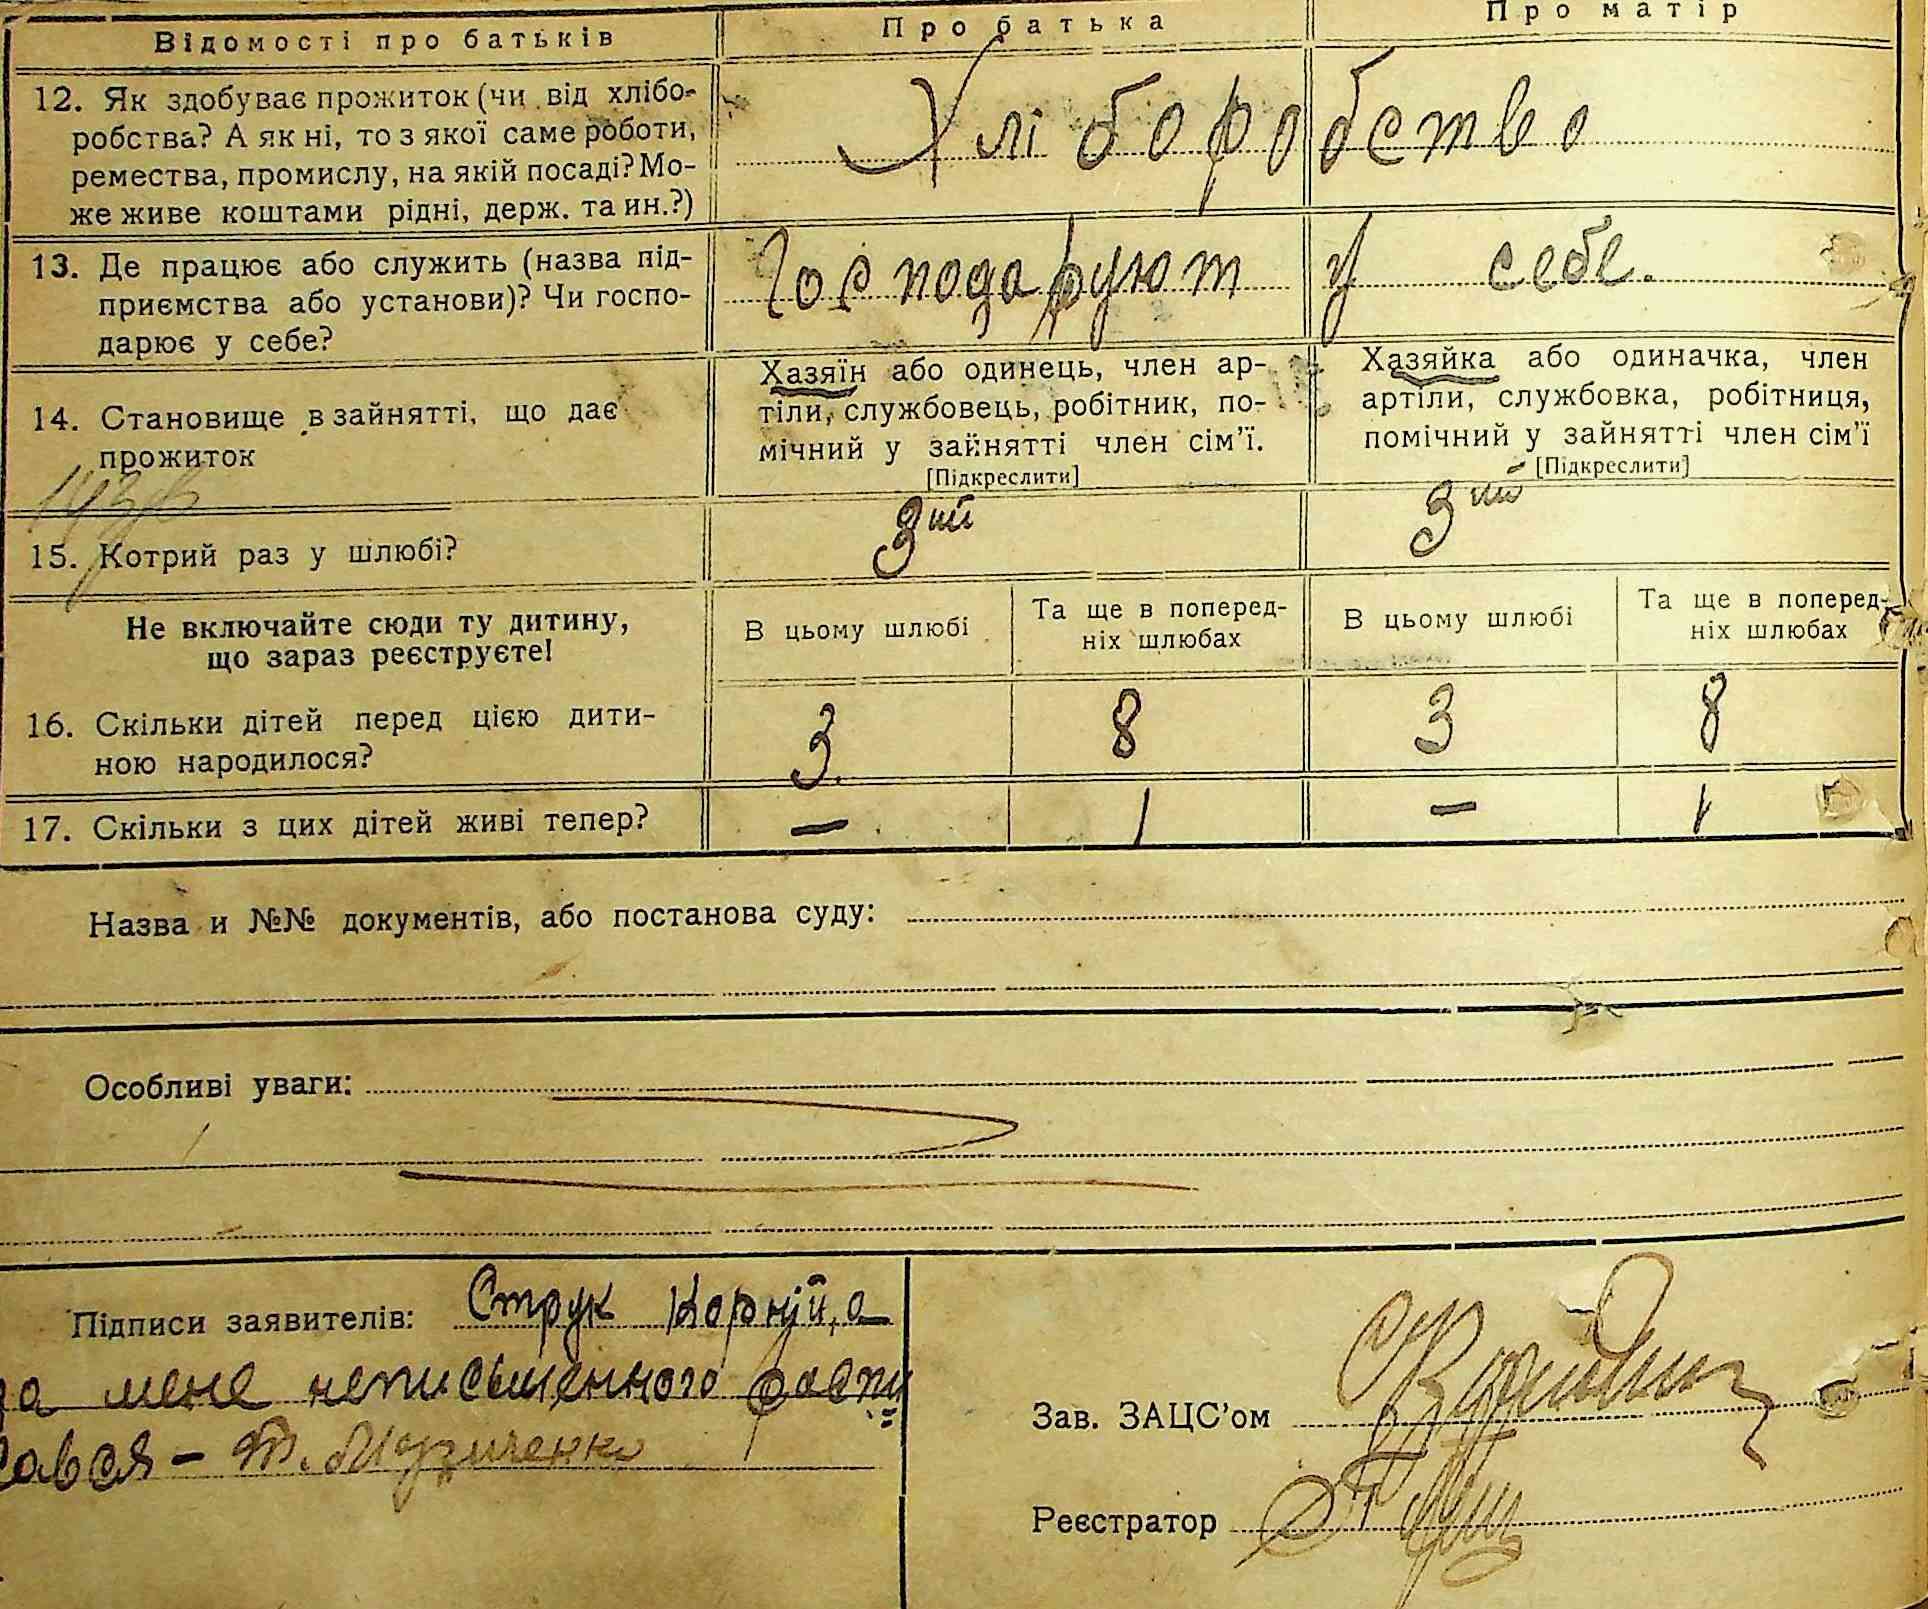 Відомості про батьків
Про батька
Про матір
12. Як здобуває прожиток (чи від хлібо-
робства? А як ні, то з якої саме роботи,
ремества, промислу, на якій посаді? Мо-
же живе коштами рідні, держ. та ин.?)
Хліборобство
13. Де працює або служить (назва під-
приємства або установи)? Чи госпо-
дарює у себе?
Господарюют у себе.
14. Становище в зайнятті, що дає
прожиток
Хазяїн або одинець, член ар-
тіли, службовець, робітник, по-
мічний у зайнятті член сім'ї.
[Підкреслити]
Хазяйка або одиначка, член
артіли, службовка, робітниця,
помічний у зайнятті член сім'ї
[Підкреслити]
15. Котрий раз у шлюбі?
3ий
3
Не включайте сюди ту дитину,
що зараз реєструєте!
В цьому шлюбі
Та ще в поперед-
ніх шлюбах
В цьому шлюбі
Та ще в поперед-
ніх шлюбах
16. Скільки дітей перед цією дити-
ною народилося?
3. 8 3 8
17. Скільки з цих дітей живі тепер?
— 1 — 1
Назва и №№ документів, або постанова суду:
Особливі уваги:
Підписи заявителів: Струк Корній, а
за мене неписьменного роспи
сався – Т. Музиченко
Зав. ЗАЦС'ом
Реєстратор